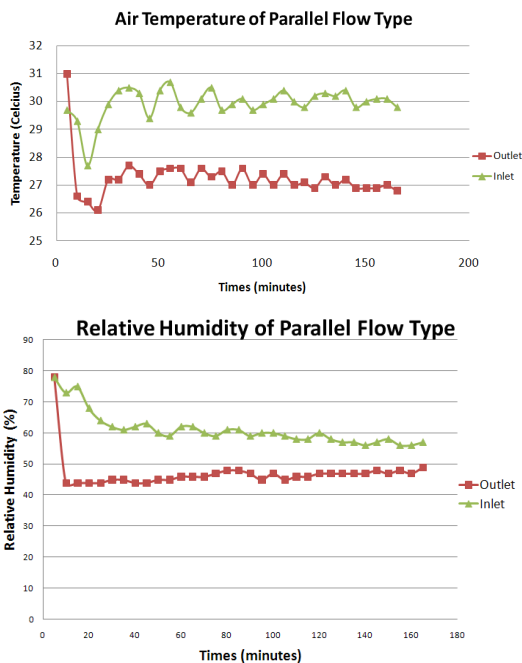 Air Temperature of Parallel Flow Type
32
31
30
29
28
27
26
25
Temperature (Celcius)
0 50 100 150 200
Times (minutes)
Outlet
Inlet
Relative Humidity of Parallel Flow Type
90
80
70
60
50
40
30
20
10
0
Relative Humidity (%)
0 20 40 60 80 100 120 140 160 180
Times (minutes)
Outlet
Inlet